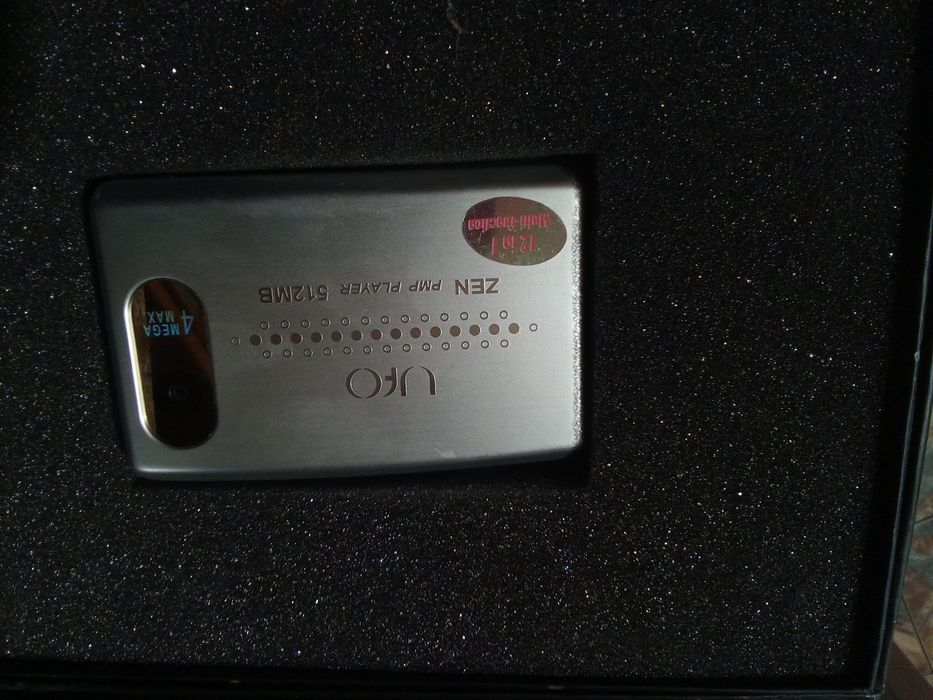 UFO
ZEN PMP PLAYER 512MB
12 in 1
Multi-Function
4 MEGA
MAX.